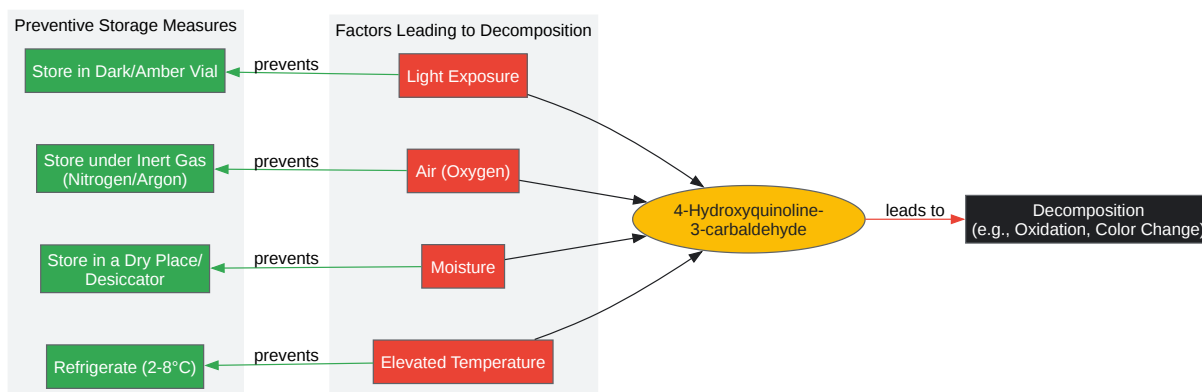 Preventive Storage Measures
Factors Leading to Decomposition
Store in Dark/Amber Vial
prevents
Light Exposure
Store under Inert Gas
(Nitrogen/Argon)
prevents
Air (Oxygen)
4-Hydroxyquinoline-
3-carbaldehyde
leads to
Decomposition
(e.g., Oxidation, Color Change)
Store in a Dry Place/
Desiccator
prevents
Moisture
Refrigerate (2-8°C)
prevents
Elevated Temperature